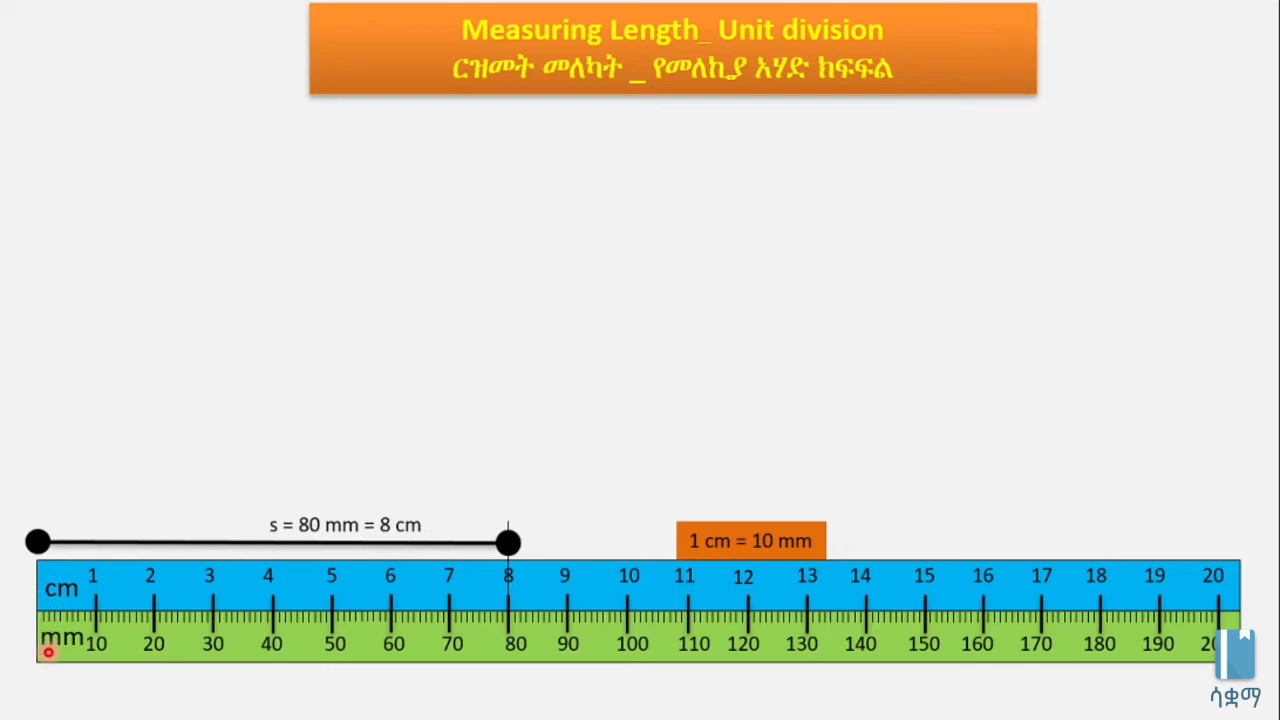 Measuring Length_ Unit division
ርዝመት መለካት _ የመለኪያ አሃድ ክፍፍል
s = 80 mm = 8 cm
1 cm = 10 mm
cm 1 2 3 4 5 6 7 8 9 10 11 12 13 14 15 16 17 18 19 20
mm 10 20 30 40 50 60 70 80 90 100 110 120 130 140 150 160 170 180 190
ሳቋማ